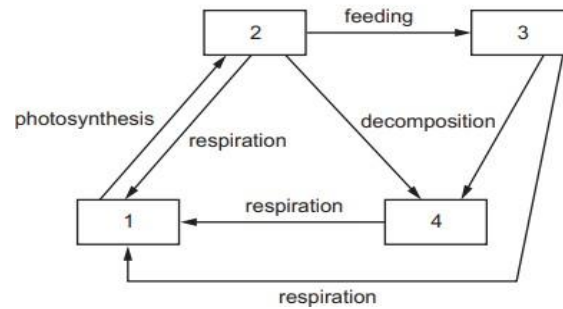 feeding
2
3
photosynthesis
respiration
decomposition
respiration
1
4
respiration